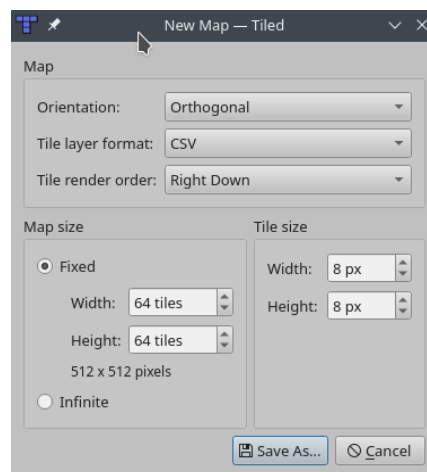 New Map — Tiled
Map
Orientation: Orthogonal
Tile layer format: CSV
Tile render order: Right Down
Map size
Fixed
Width: 64 tiles
Height: 64 tiles
512 x 512 pixels
Infinite
Tile size
Width: 8 px
Height: 8 px
Save As...
Cancel